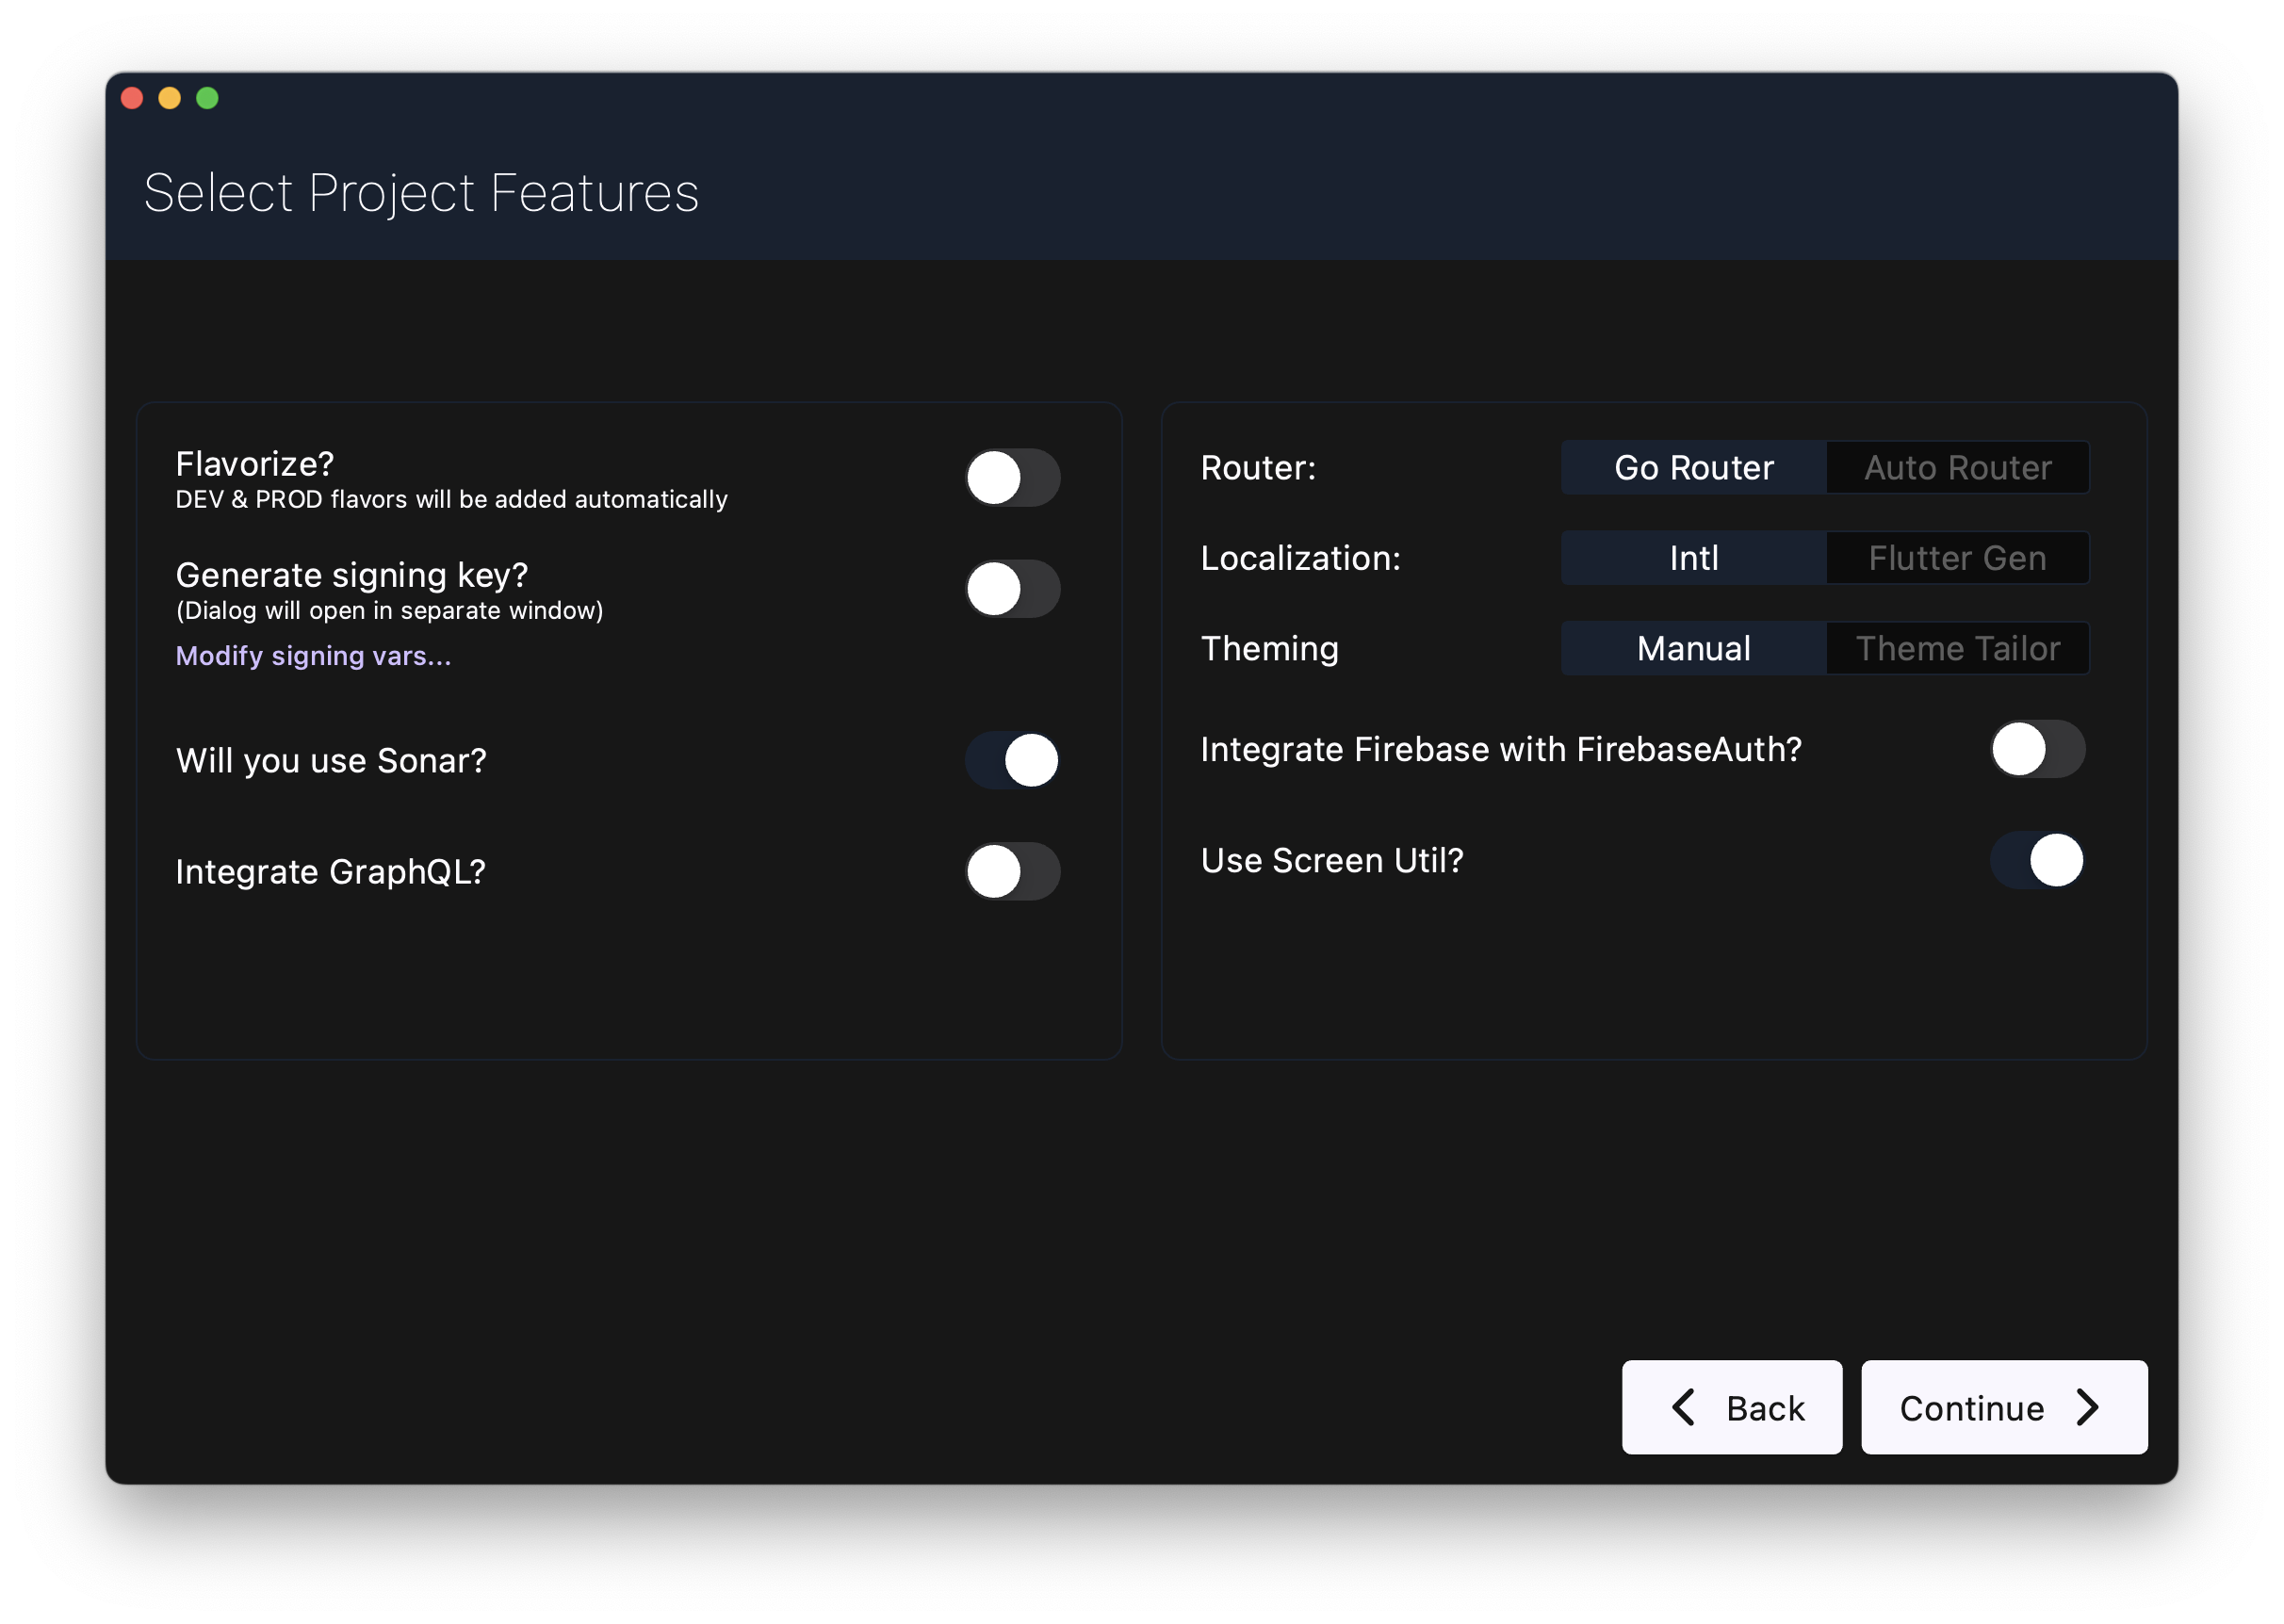 Select Project Features
Flavorize?
DEV & PROD flavors will be added automatically
Generate signing key?
(Dialog will open in separate window)
Modify signing vars...
Will you use Sonar?
Integrate GraphQL?
Router:
Go Router
Auto Router
Localization:
Intl
Flutter Gen
Theming
Manual
Theme Tailor
Integrate Firebase with FirebaseAuth?
Use Screen Util?
Back
Continue